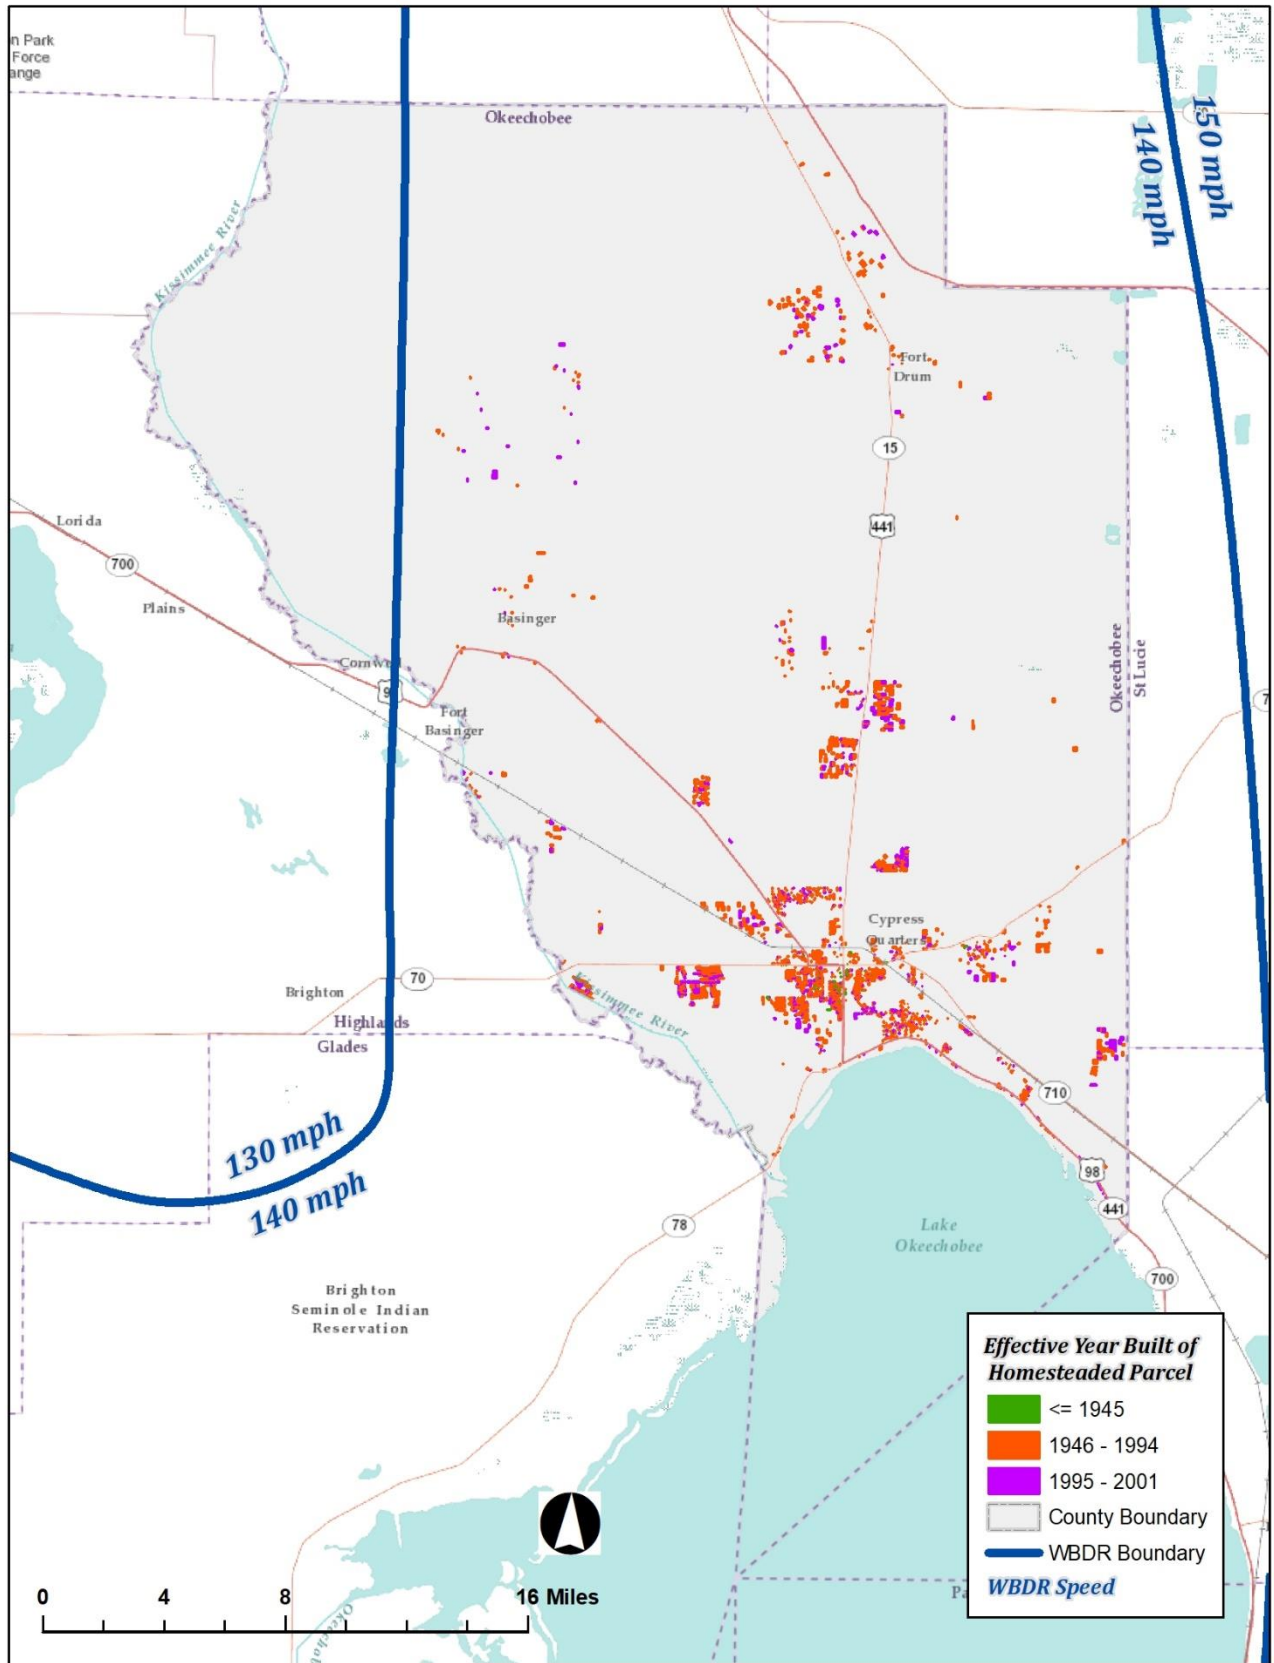 n Park
Force
ange
Okeechobee
150 mph
140 mph
Kissimmee River
Fort
Drum
15
441
Lorida
700
Plains
Basinger
Okeechobee
St Lucie
Fort
Basinger
Cypress
Quarters
70
Brighton
Kissimmee River
Highlands
Glades
710
130 mph
140 mph
98
441
78
Lake
Okeechobee
700
Brighton
Seminole Indian
Reservation
Effective Year Built of
Homesteaded Parcel
<= 1945
1946 - 1994
1995 - 2001
County Boundary
WBDR Boundary
WBDR Speed
0 4 8 16 Miles
Pa